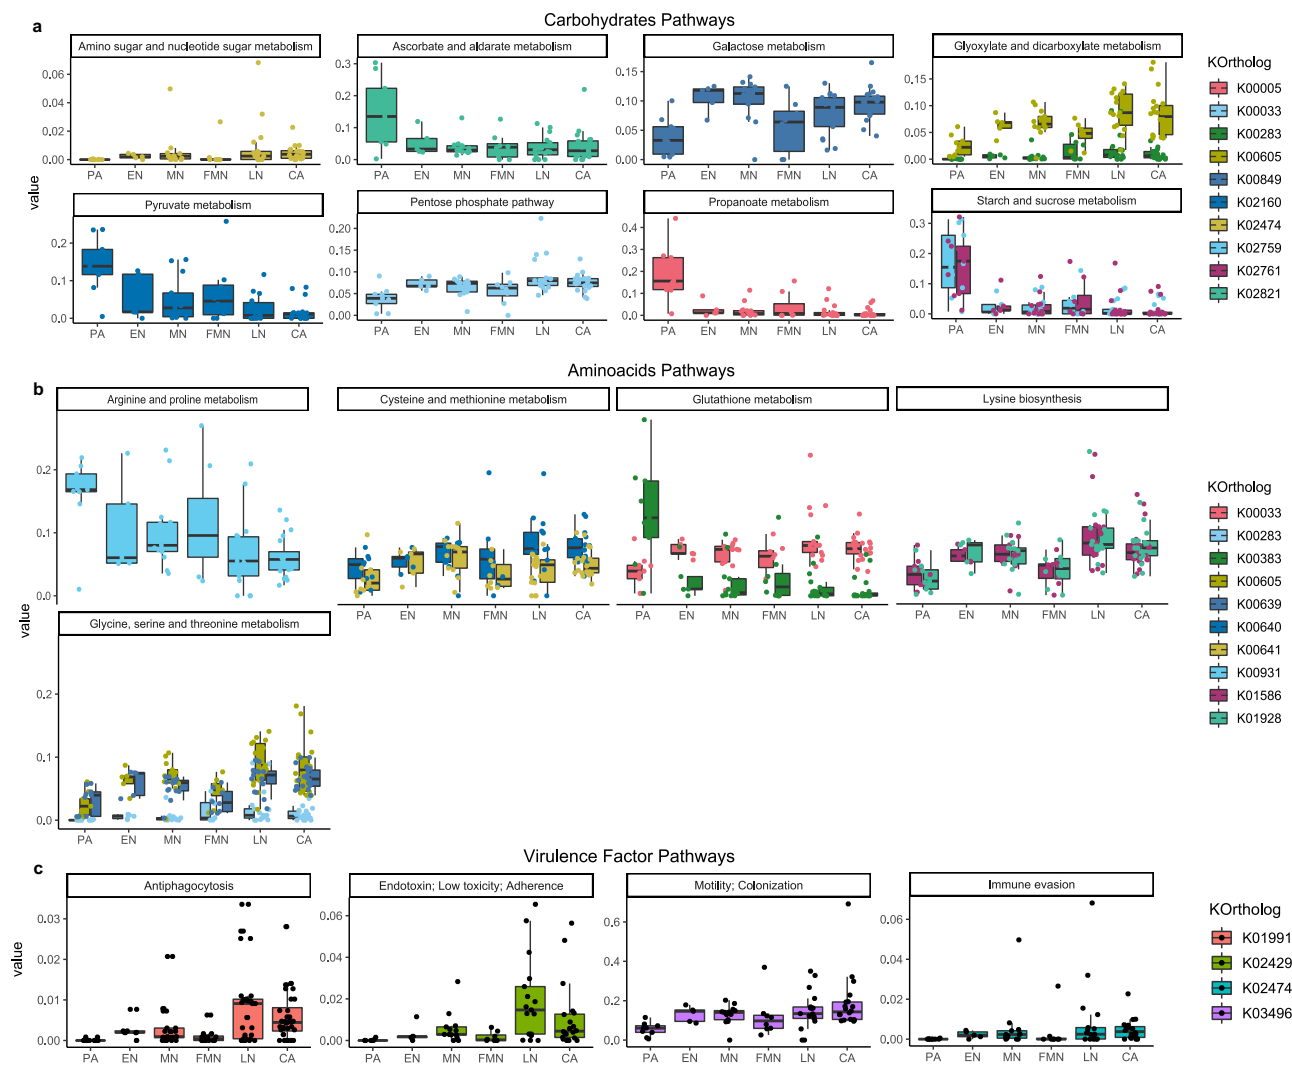 Carbohydrates Pathways
a
Amino sugar and nucleotide sugar metabolism
Ascorbate and aldarate metabolism
Galactose metabolism
Glyoxylate and dicarboxylate metabolism
0.06
0.04
0.02
0.00
PA EN MN FMN LN CA
0.3
0.2
0.1
0.0
PA EN MN FMN LN CA
0.15
0.10
0.05
0.00
PA EN MN FMN LN CA
0.15
0.10
0.05
0.00
PA EN MN FMN LN CA
KOrtholog
K00005
K00033
K00283
K00605
K00849
K02160
K02474
K02759
K02761
K02821
value
Pyruvate metabolism
Pentose phosphate pathway
Propanoate metabolism
Starch and sucrose metabolism
0.2
0.1
0.0
PA EN MN FMN LN CA
0.20
0.15
0.10
0.05
0.00
PA EN MN FMN LN CA
0.4
0.3
0.2
0.1
0.0
PA EN MN FMN LN CA
0.3
0.2
0.1
0.0
PA EN MN FMN LN CA
Aminoacids Pathways
b
Arginine and proline metabolism
Cysteine and methionine metabolism
Glutathione metabolism
Lysine biosynthesis
0.2
0.1
0.0
PA EN MN FMN LN CA
PA EN MN FMN LN CA
PA EN MN FMN LN CA
KOrtholog
K00033
K00283
K00383
K00605
K00639
K00640
K00641
K00931
K01586
K01928
value
Glycine, serine and threonine metabolism
0.2
0.1
0.0
PA EN MN FMN LN CA
Virulence Factor Pathways
c
Antiphagocytosis
Endotoxin; Low toxicity; Adherence
Motility; Colonization
Immune evasion
value
0.03
0.02
0.01
0.00
PA EN MN FMN LN CA
0.06
0.04
0.02
0.00
PA EN MN FMN LN CA
0.6
0.4
0.2
0.0
PA EN MN FMN LN CA
0.06
0.04
0.02
0.00
PA EN MN FMN LN CA
KOrtholog
K01991
K02429
K02474
K03496